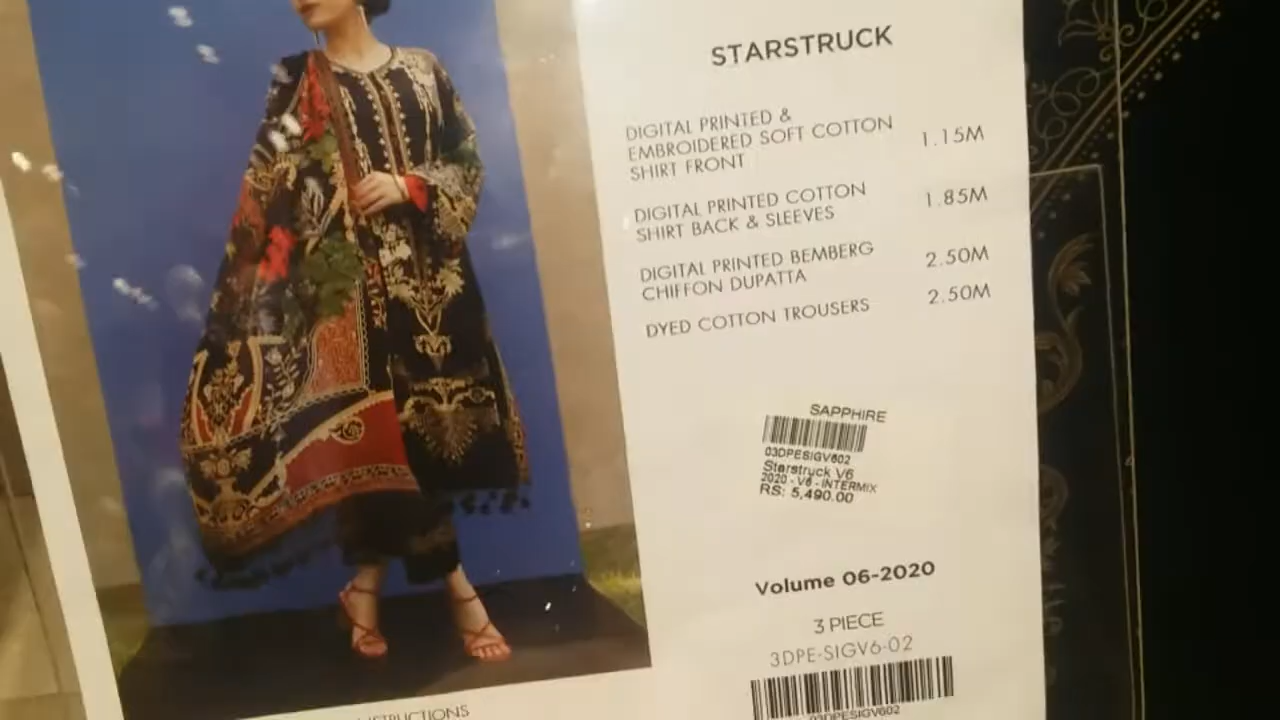 STARSTRUCK
DIGITAL PRINTED &
EMBROIDERED SOFT COTTON
SHIRT FRONT
1.15M
DIGITAL PRINTED COTTON
SHIRT BACK & SLEEVES
1.85M
DIGITAL PRINTED BEMBERG
CHIFFON DUPATTA
2.50M
DYED COTTON TROUSERS
2.50M
SAPPHIRE
03DPESIGV602
Starstruck V6
2020 - V6 - INTERMIX
RS: 5,490.00
Volume 06-2020
3 PIECE
3DPE-SIGV6-02
03DPESIGV602